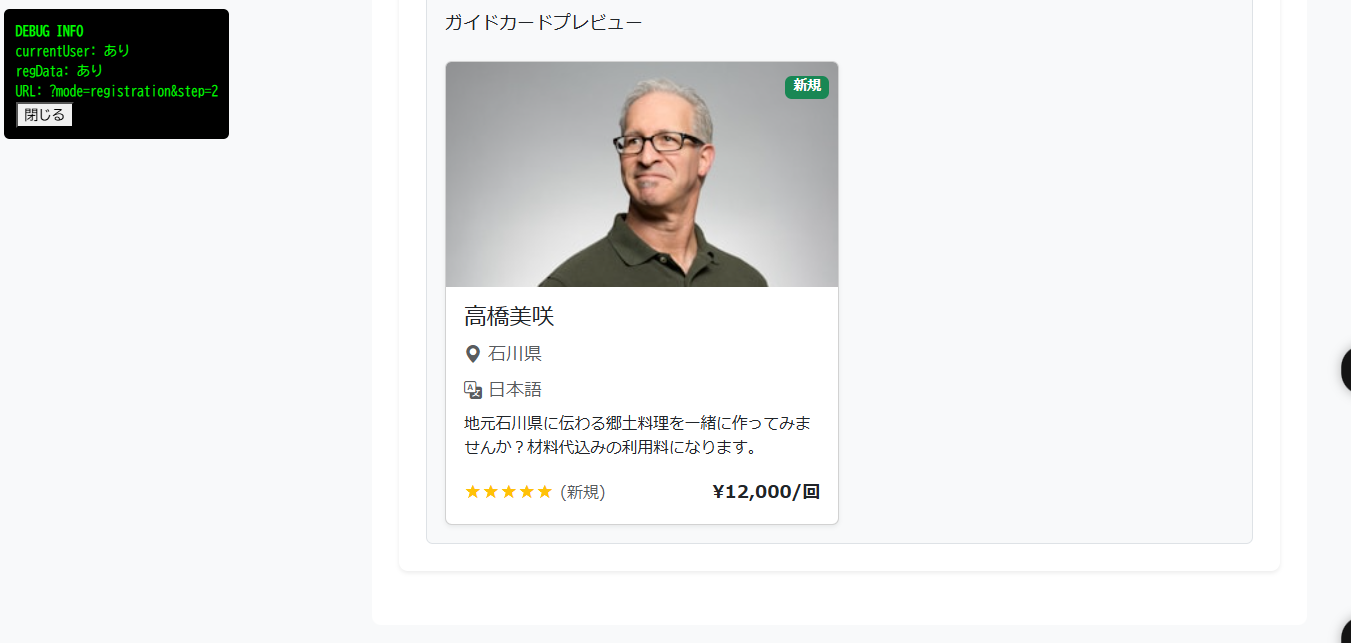 DEBUG INFO
currentUser: あり
regData: あり
URL: ?mode=registration&step=2
閉じる
ガイドカードプレビュー
新規
高橋美咲
石川県
日本語
地元石川県に伝わる郷土料理を一緒に作ってみま
せんか？材料代込みの利用料になります。
★★★★★ (新規) ¥12,000/回